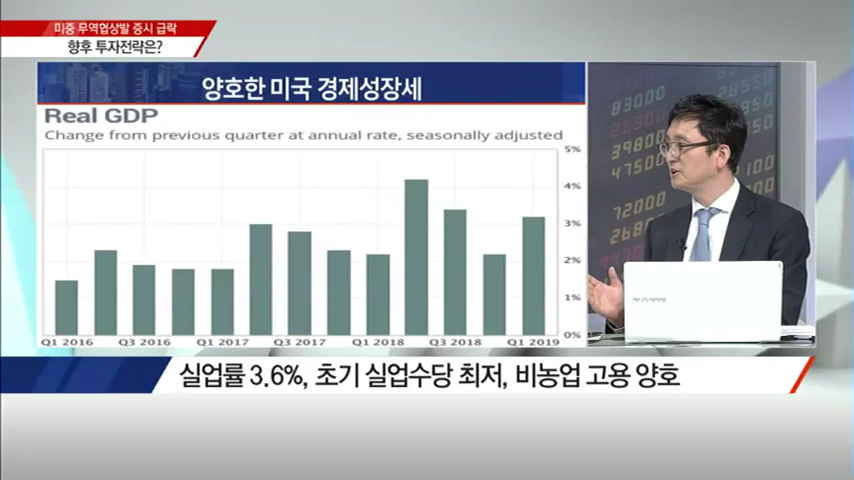 미중 무역협상발 증시 급락
향후 투자전략은?
양호한 미국 경제성장세
Real GDP
Change from previous quarter at annual rate, seasonally adjusted
5%
4%
3%
2%
1%
0%
Q1 2016 Q3 2016 Q1 2017 Q3 2017 Q1 2018 Q3 2018 Q1 2019
83000
39800
47500
72000
실업률 3.6%, 초기 실업수당 최저, 비농업 고용 양호